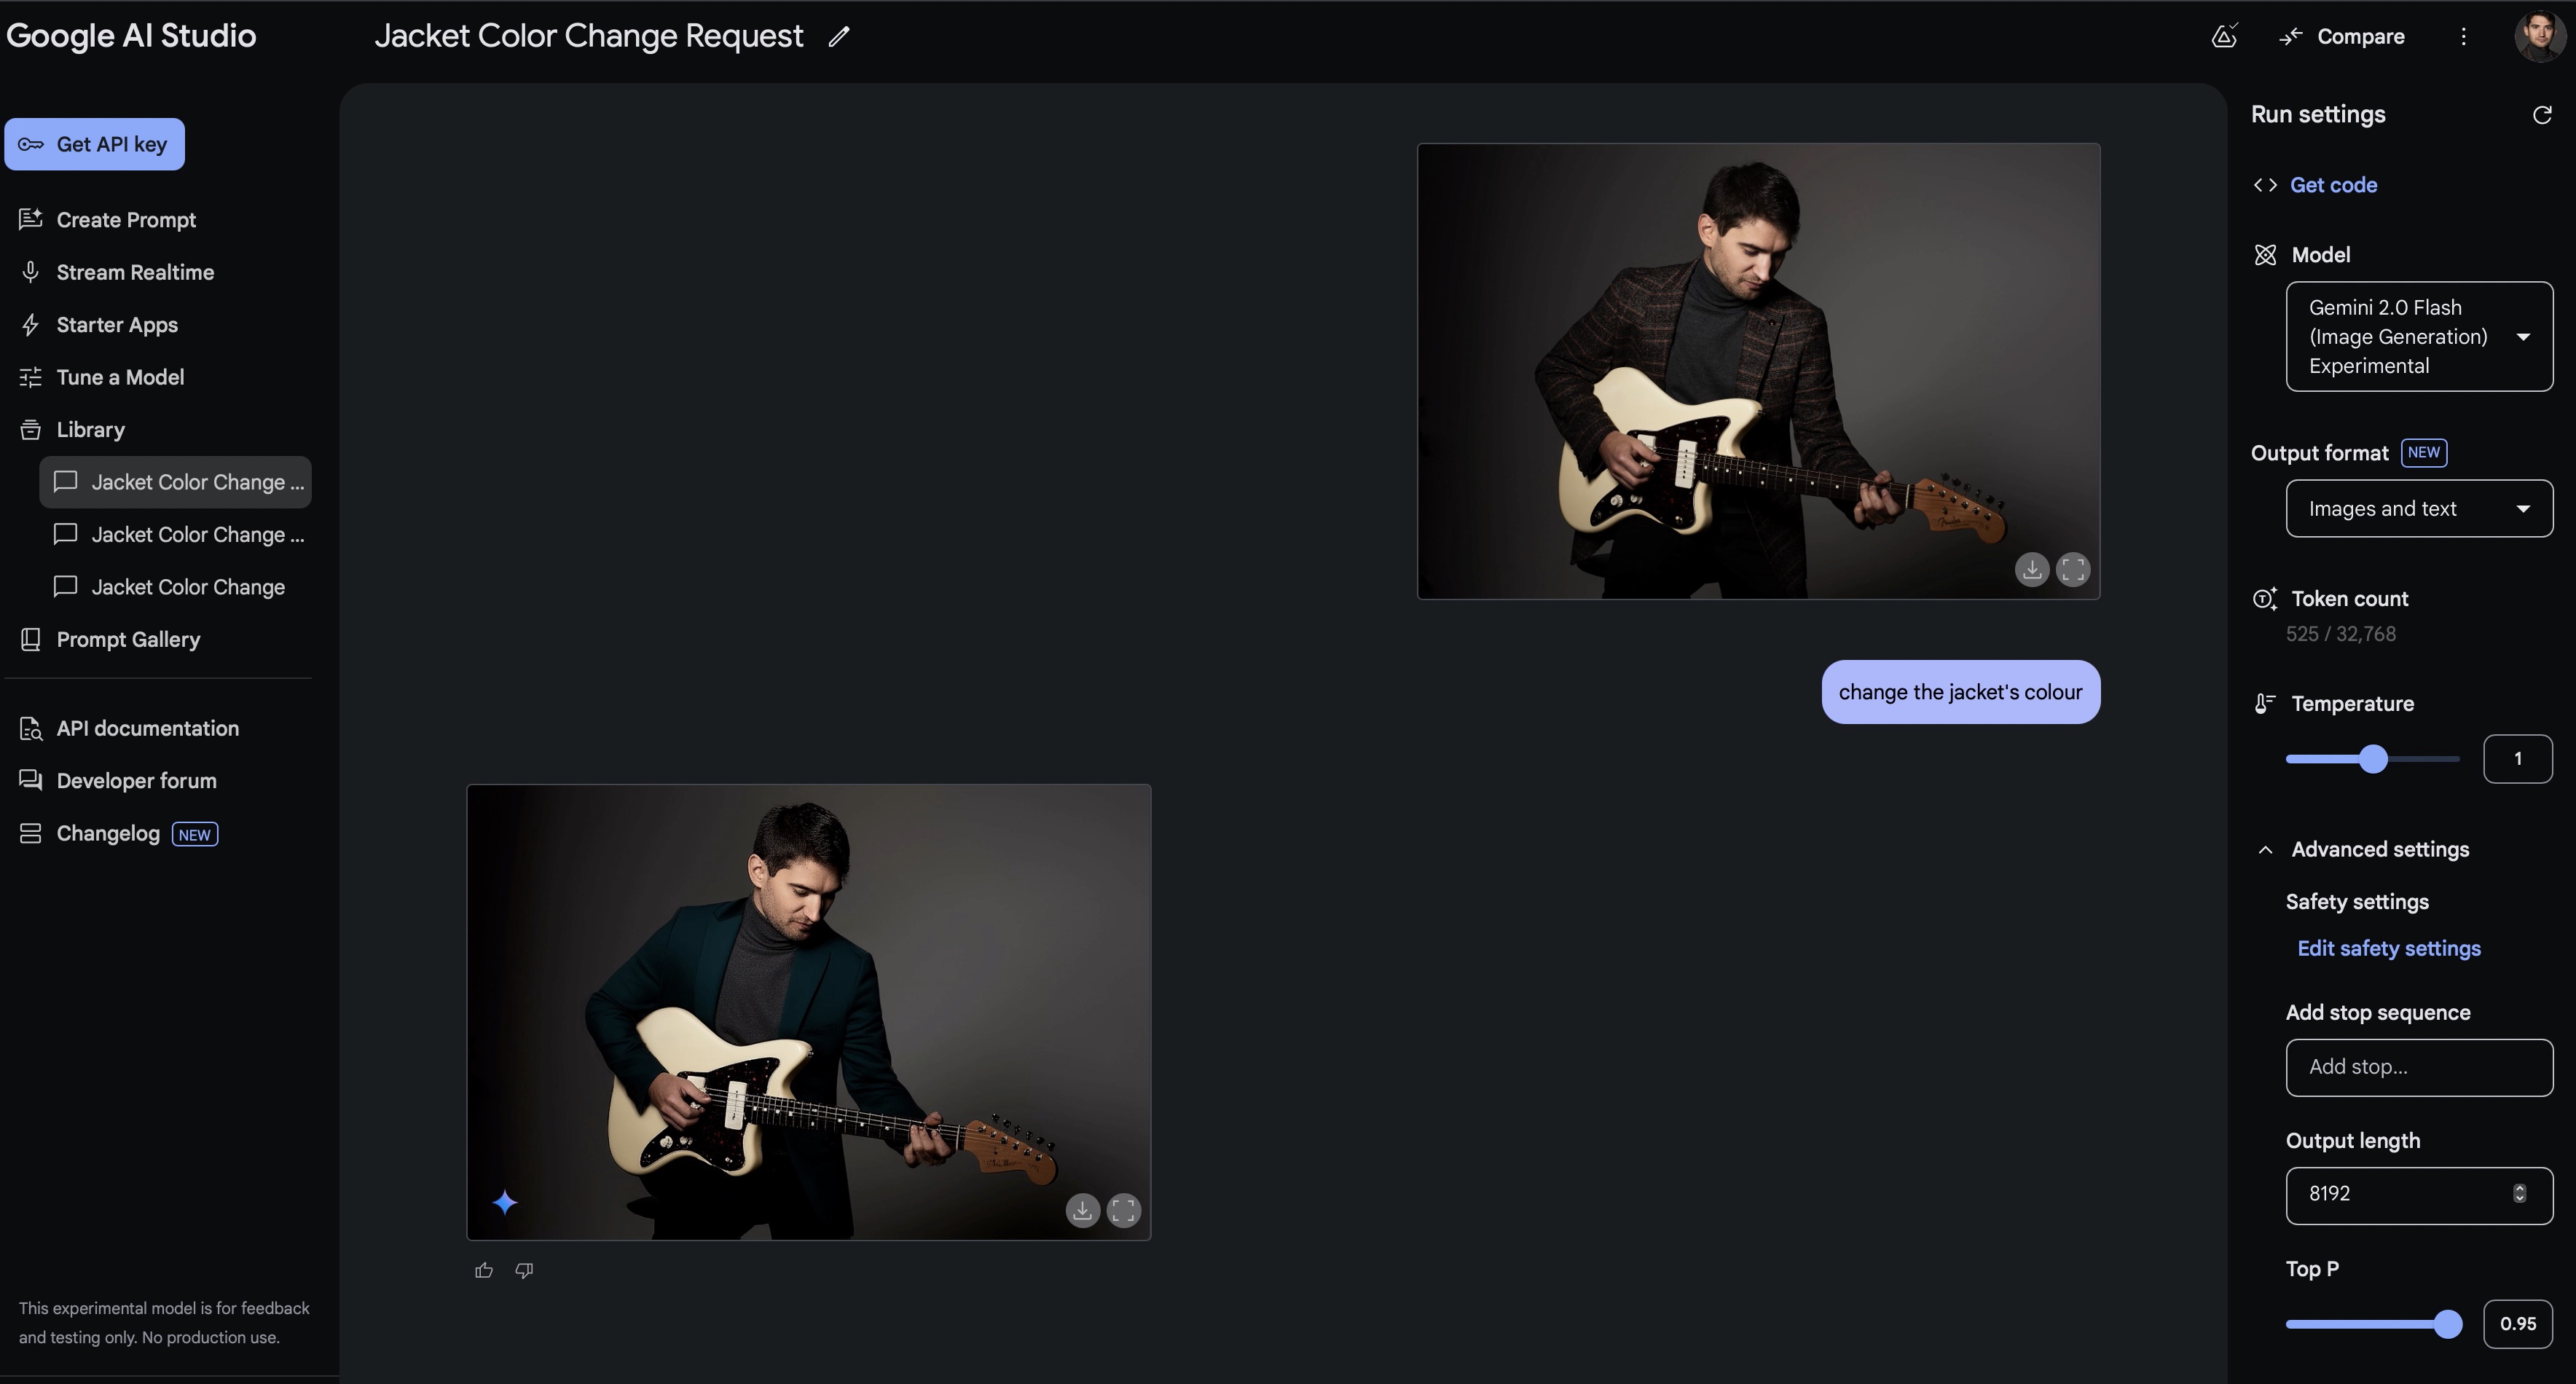 Google AI Studio
Jacket Color Change Request
Compare
Get API key
Create Prompt
Stream Realtime
Starter Apps
Tune a Model
Library
Jacket Color Change ...
Jacket Color Change ...
Jacket Color Change
Prompt Gallery
API documentation
Developer forum
Changelog NEW
This experimental model is for feedback
and testing only. No production use.
change the jacket's colour
Run settings
Get code
Model
Gemini 2.0 Flash
(Image Generation)
Experimental
Output format NEW
Images and text
Token count
525 / 32,768
Temperature
1
Advanced settings
Safety settings
Edit safety settings
Add stop sequence
Add stop...
Output length
8192
Top P
0.95